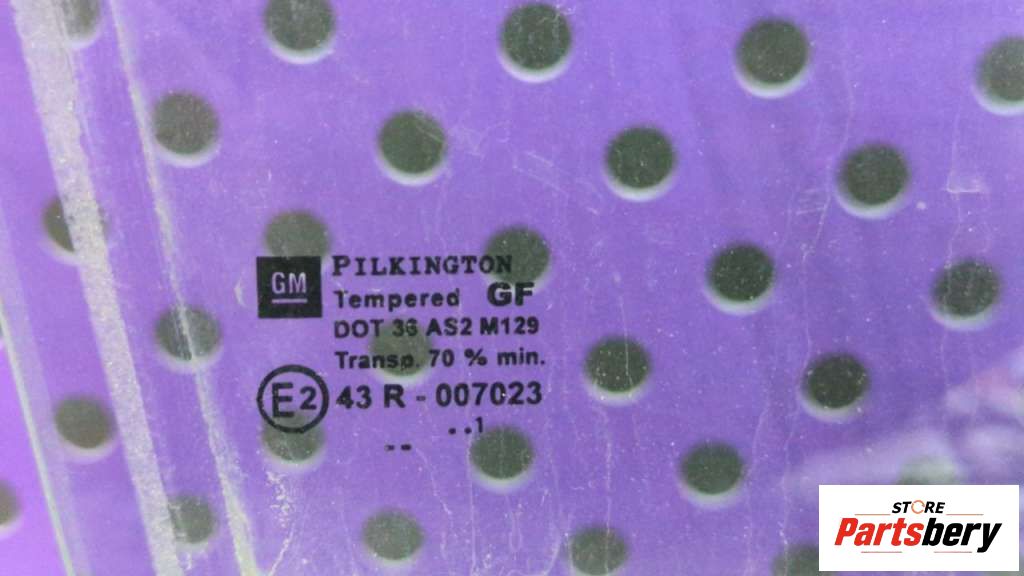 GM
PILKINGTON
Tempered GF
DOT 36 AS2 M129
Transp. 70 % min.
E2 43 R - 007023
..1
--
STORE
Partsbery